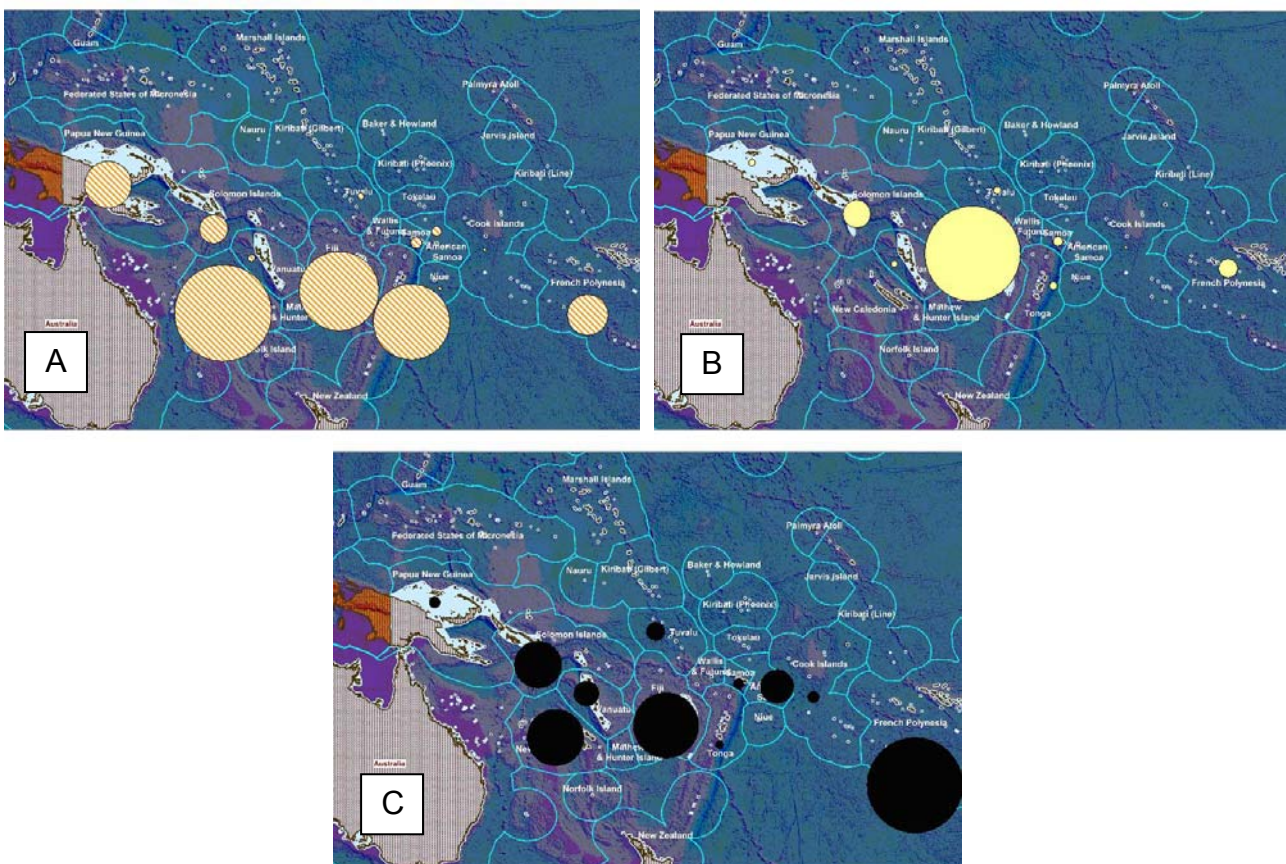 Guam
Marshall Islands
Palmyra Atoll
Federated States of Micronesia
Papua New Guinea
Nauru
Kiribati (Gilbert)
Baker & Howland
Jarvis Island
Kiribati (Phoenix)
Kiribati (Line)
Solomon Islands
Tuvalu
Tokelau
Wallis
& Futuna
Samoa
Cook Islands
Fiji
American
Samoa
Vanuatu
Niue
French Polynesia
& Hunter
Australia
Island
New Zealand
A
Guam
Marshall Islands
Palmyra Atoll
Federated States of Micronesia
Papua New Guinea
Nauru
Kiribati (Gilbert)
Baker & Howland
Jarvis Island
Kiribati (Phoenix)
Kiribati (Line)
Solomon Islands
Tuvalu
Tokelau
Wallis
& Futuna
Samoa
Cook Islands
American
Samoa
Niue
French Polynesia
New Caledonia
& Hunter Island
Tonga
Australia
Norfolk Island
New Zealand
B
Guam
Marshall Islands
Palmyra Atoll
Federated States of Micronesia
Papua New Guinea
Nauru
Kiribati (Gilbert)
Baker & Howland
Jarvis Island
Kiribati (Phoenix)
Kiribati (Line)
Solomon Islands
Tuvalu
Tokelau
Wallis
& Futuna
Samoa
Cook Islands
Fiji
Vanuatu
Niue
French Polynesia
& Hunter Island
Tonga
Australia
Norfolk Island
New Zealand
C